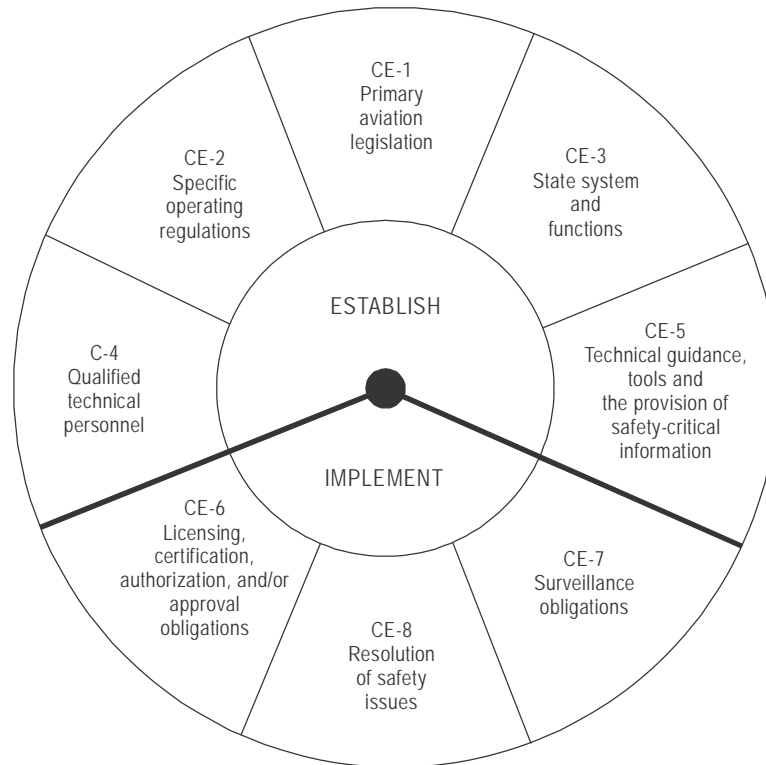 CE-1
Primary
aviation
legislation
CE-2
Specific
operating
regulations
CE-3
State system
and
functions
ESTABLISH
C-4
Qualified
technical
personnel
CE-5
Technical guidance,
tools and
the provision of
safety-critical
information
IMPLEMENT
CE-6
Licensing,
certification,
authorization, and/or
approval
obligations
CE-7
Surveillance
obligations
CE-8
Resolution
of safety
issues